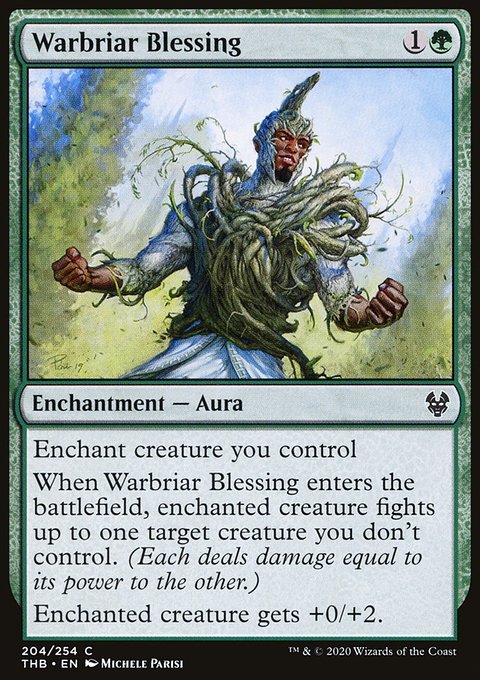 Warbriar Blessing 1
Enchantment — Aura
Enchant creature you control
When Warbriar Blessing enters the
battlefield, enchanted creature fights
up to one target creature you don’t
control. (Each deals damage equal to
its power to the other.)
Enchanted creature gets +0/+2.
204/254 C
THB • EN MICHELE PARISI
™ & © 2020 Wizards of the Coast